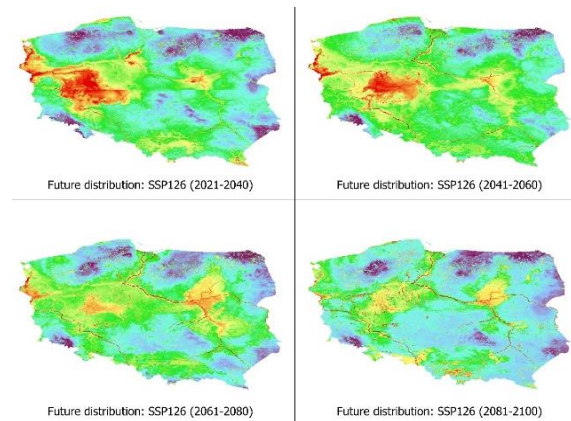 Future distribution: SSP126 (2021-2040)
Future distribution: SSP126 (2041-2060)
Future distribution: SSP126 (2061-2080)
Future distribution: SSP126 (2081-2100)